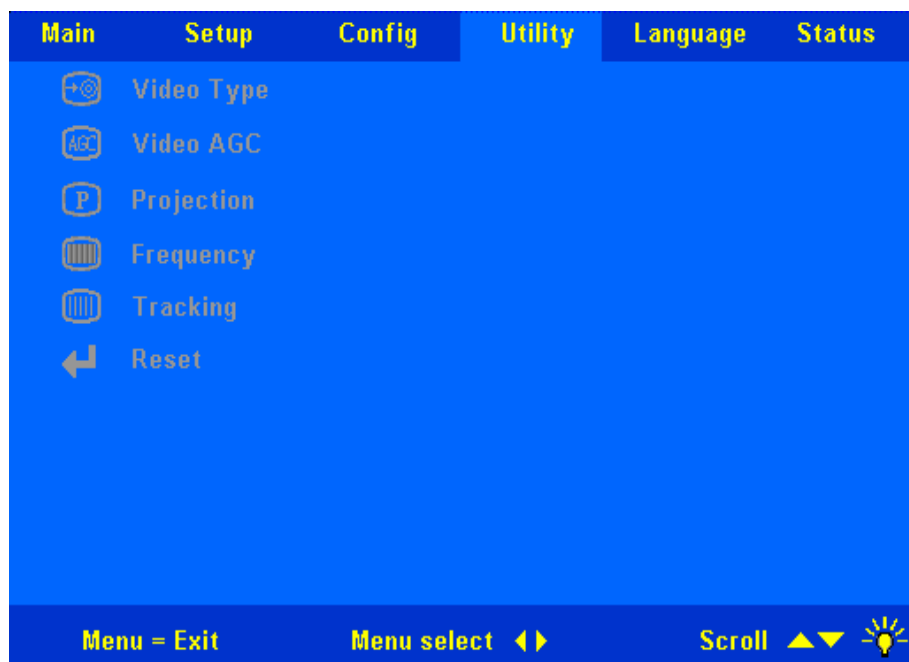 Main Setup Config Utility Language Status
Video Type
AGC Video AGC
P Projection
Frequency
Tracking
Reset
Menu = Exit Menu select Scroll